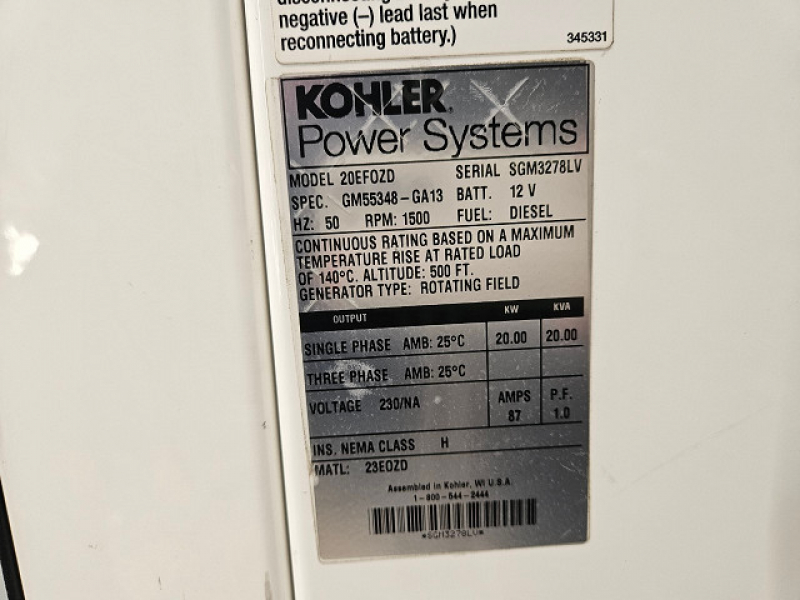 negative (–) lead last when
reconnecting battery.)
345331
KOHLER®
Power Systems
MODEL 20EFOZD SERIAL SGM3278LV
SPEC. GM55348-GA13 BATT. 12 V
HZ: 50 RPM: 1500 FUEL: DIESEL
CONTINUOUS RATING BASED ON A MAXIMUM
TEMPERATURE RISE AT RATED LOAD
OF 140°C. ALTITUDE: 500 FT.
GENERATOR TYPE: ROTATING FIELD
OUTPUT KW KVA
SINGLE PHASE AMB: 25°C 20.00 20.00
THREE PHASE AMB: 25°C
VOLTAGE 230/NA AMPS P.F.
87 1.0
INS. NEMA CLASS H
MATL: 23EOZD
Assembled in Kohler, WI U.S.A.
1-800-544-2444
*SGM3278LV*